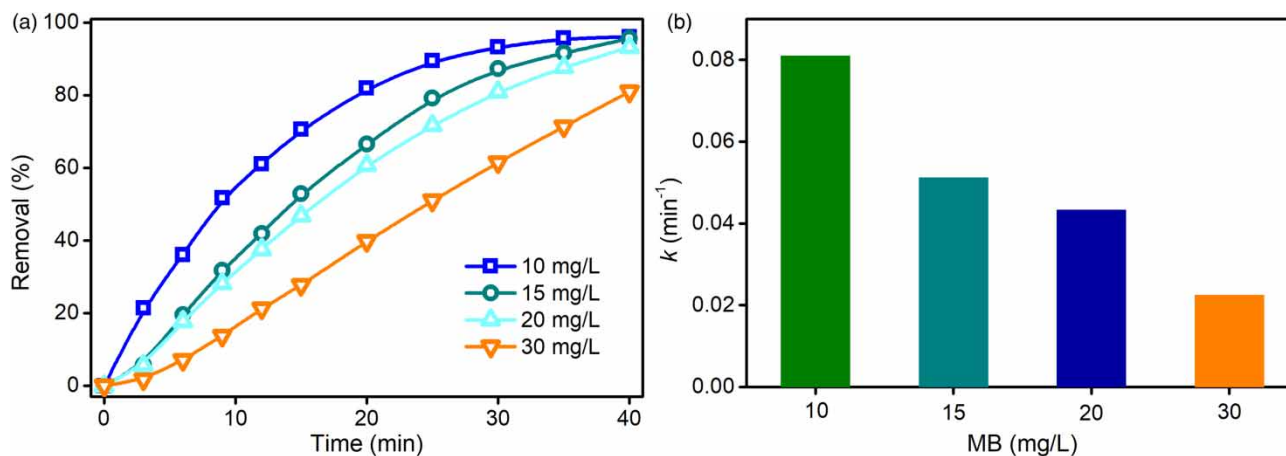 (a)
100
80
60
40
20
0
Removal (%)
0 10 20 30 40
Time (min)
10 mg/L
15 mg/L
20 mg/L
30 mg/L
(b)
0.08
0.06
0.04
0.02
0.00
k (min⁻¹)
10 15 20 30
MB (mg/L)